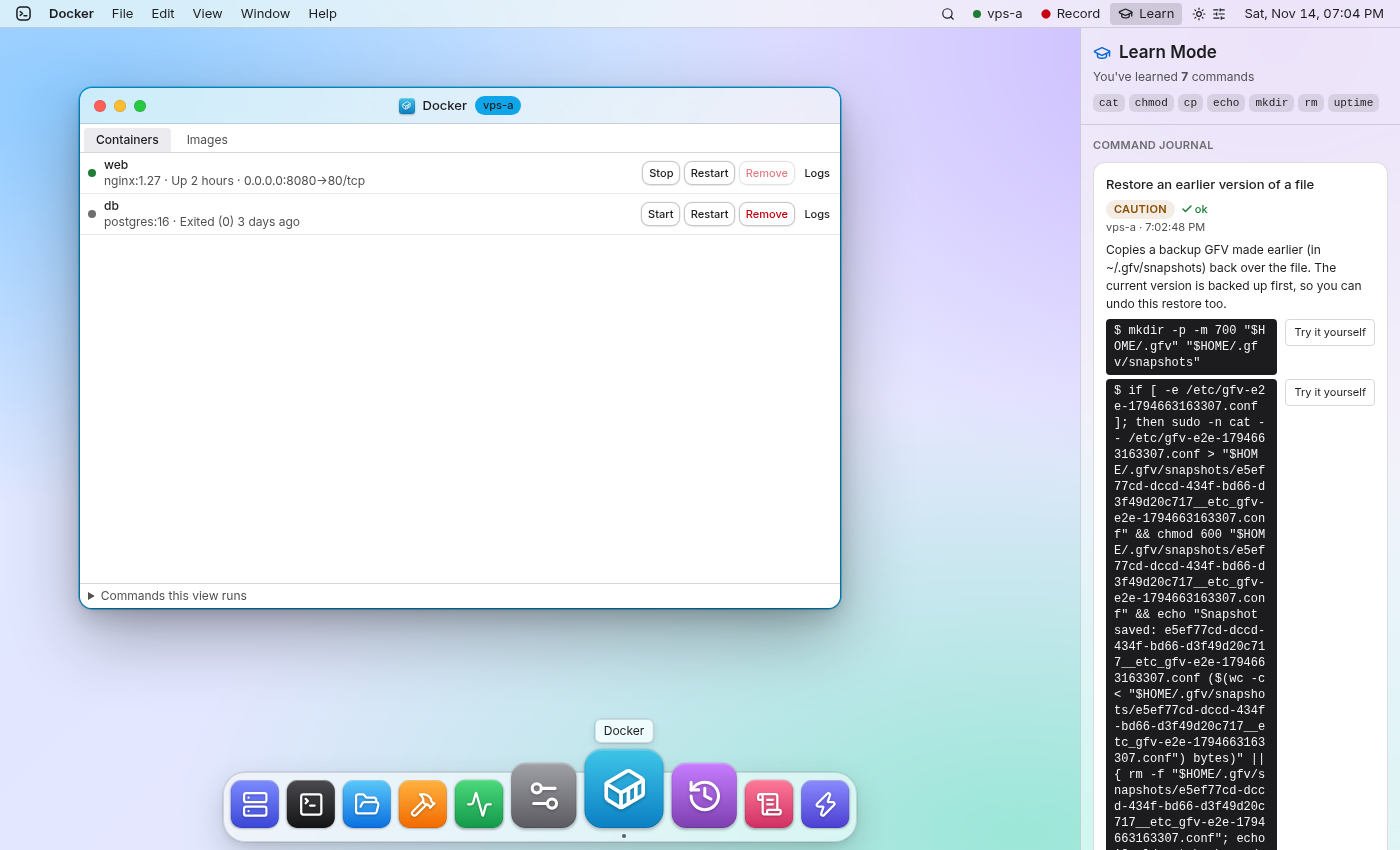 Docker File Edit View Window Help
vps-a Record Learn Sat, Nov 14, 07:04 PM
Docker vps-a
Containers Images
web
nginx:1.27 · Up 2 hours · 0.0.0.0:8080->80/tcp
Stop Restart Remove Logs
db
postgres:16 · Exited (0) 3 days ago
Start Restart Remove Logs
Commands this view runs
Docker
Learn Mode
You've learned 7 commands
cat chmod cp echo mkdir rm uptime
COMMAND JOURNAL
Restore an earlier version of a file
CAUTION ok
vps-a · 7:02:48 PM
Copies a backup GFV made earlier (in
~/.gfv/snapshots) back over the file. The
current version is backed up first, so you can
undo this restore too.
$ mkdir -p -m 700 "$H
OME/.gfv" "$HOME/.gf
v/snapshots"
Try it yourself
$ if [ -e /etc/gfv-e2
e-1794663163307.conf
]; then sudo -n cat -
- /etc/gfv-e2e-179466
3163307.conf > "$HOM
E/.gfv/snapshots/e5ef
77cd-dccd-434f-bd66-d
3f49d20c717__etc_gfv-
e2e-1794663163307.con
f" && chmod 600 "$HOM
E/.gfv/snapshots/e5ef
77cd-dccd-434f-bd66-d
3f49d20c717__etc_gfv-
e2e-1794663163307.con
f" && echo "Snapshot
saved: e5ef77cd-dccd-
434f-bd66-d3f49d20c71
7__etc_gfv-e2e-179466
3163307.conf ($(wc -c
< "$HOME/.gfv/snapsho
ts/e5ef77cd-dccd-434f
-bd66-d3f49d20c717__e
tc_gfv-e2e-1794663163
307.conf") bytes)" ||
{ rm -f "$HOME/.gfv/s
napshots/e5ef77cd-dcc
d-434f-bd66-d3f49d20c
717__etc_gfv-e2e-1794
663163307.conf"; echo
Try it yourself